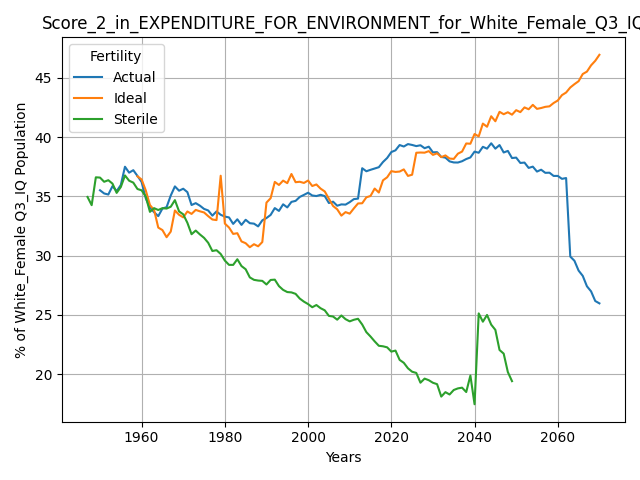 Score_2_in_EXPENDITURE_FOR_ENVIRONMENT_for_White_Female_Q3_IQ
Fertility
Actual
Ideal
Sterile
% of White_Female Q3_IQ Population
45
40
35
30
25
20
1960
1980
2000
2020
2040
2060
Years